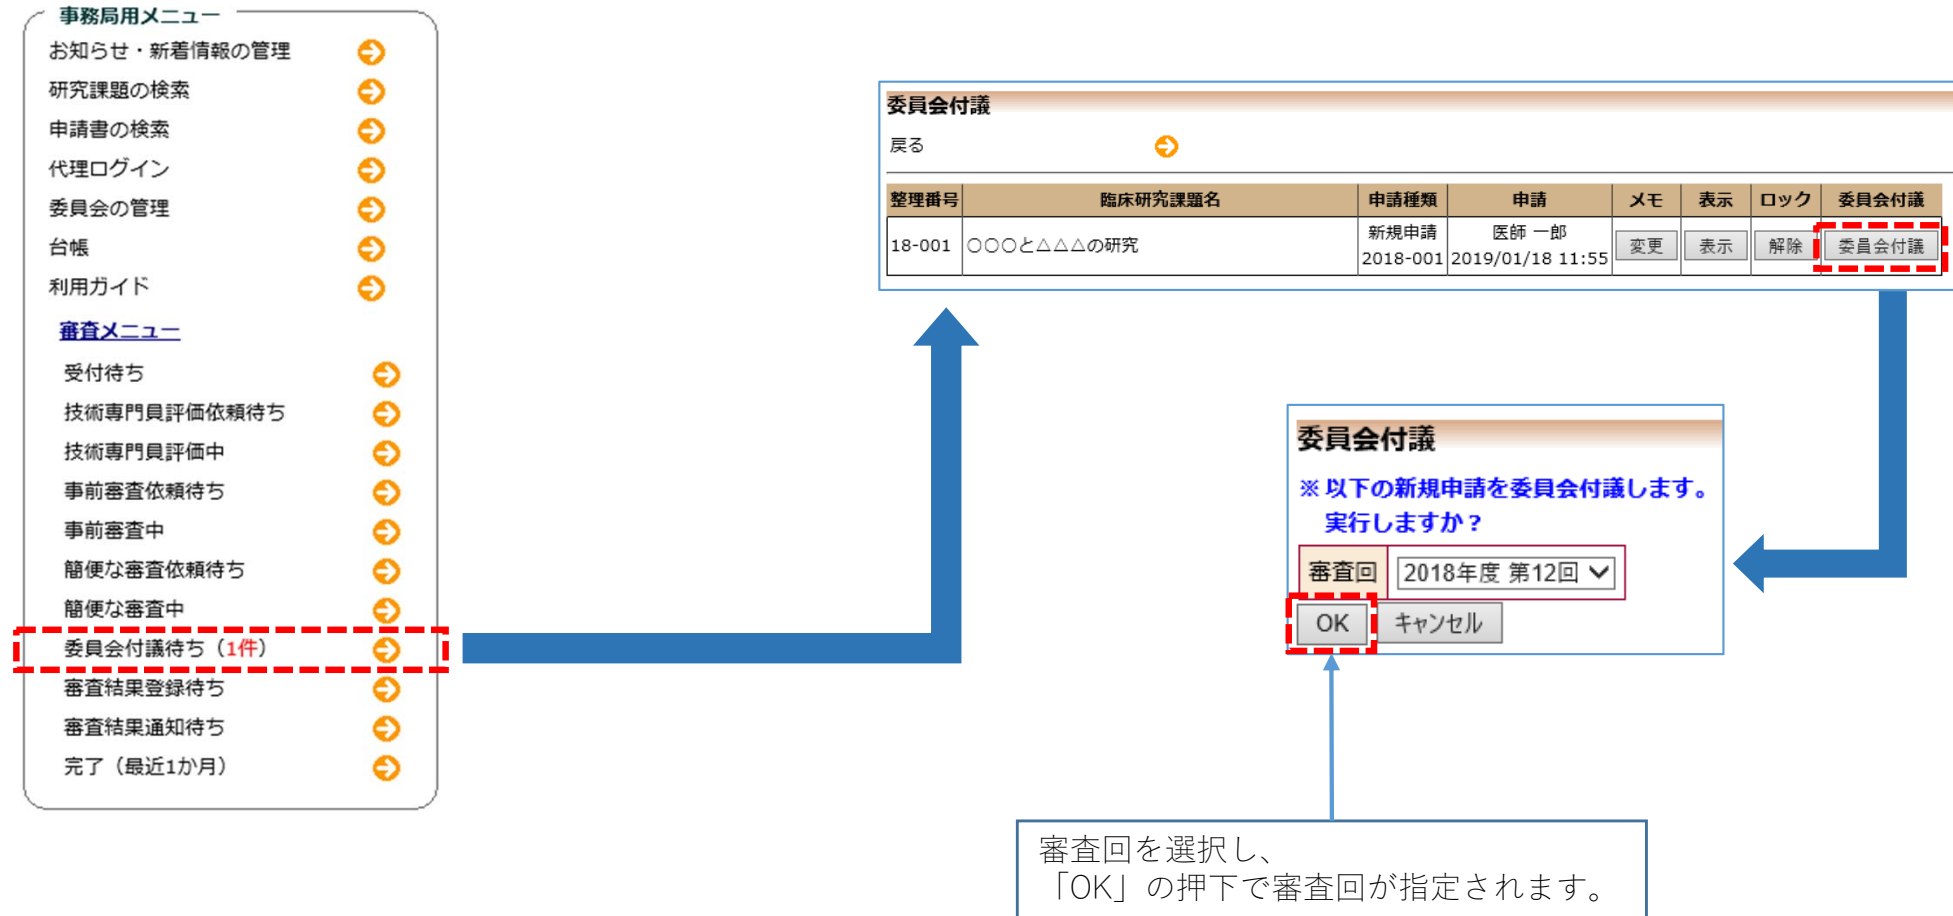 事務局用メニュー
お知らせ・新着情報の管理
研究課題の検索
申請書の検索
代理ログイン
委員会の管理
台帳
利用ガイド
審査メニュー
受付待ち
技術専門員評価依頼待ち
技術専門員評価中
事前審査依頼待ち
事前審査中
簡便な審査依頼待ち
簡便な審査中
委員会付議待ち（1件）
審査結果登録待ち
審査結果通知待ち
完了（最近1か月）
委員会付議
戻る
整理番号 臨床研究課題名 申請種類 申請 メモ 表示 ロック 委員会付議
18-001 ○○○と△△△の研究 新規申請 2018-001 医師 一郎 2019/01/18 11:55 変更 表示 解除 委員会付議
委員会付議
※ 以下の新規申請を委員会付議します。
実行しますか？
審査回 2018年度 第12回
OK キャンセル
審査回を選択し、
「OK」の押下で審査回が指定されます。